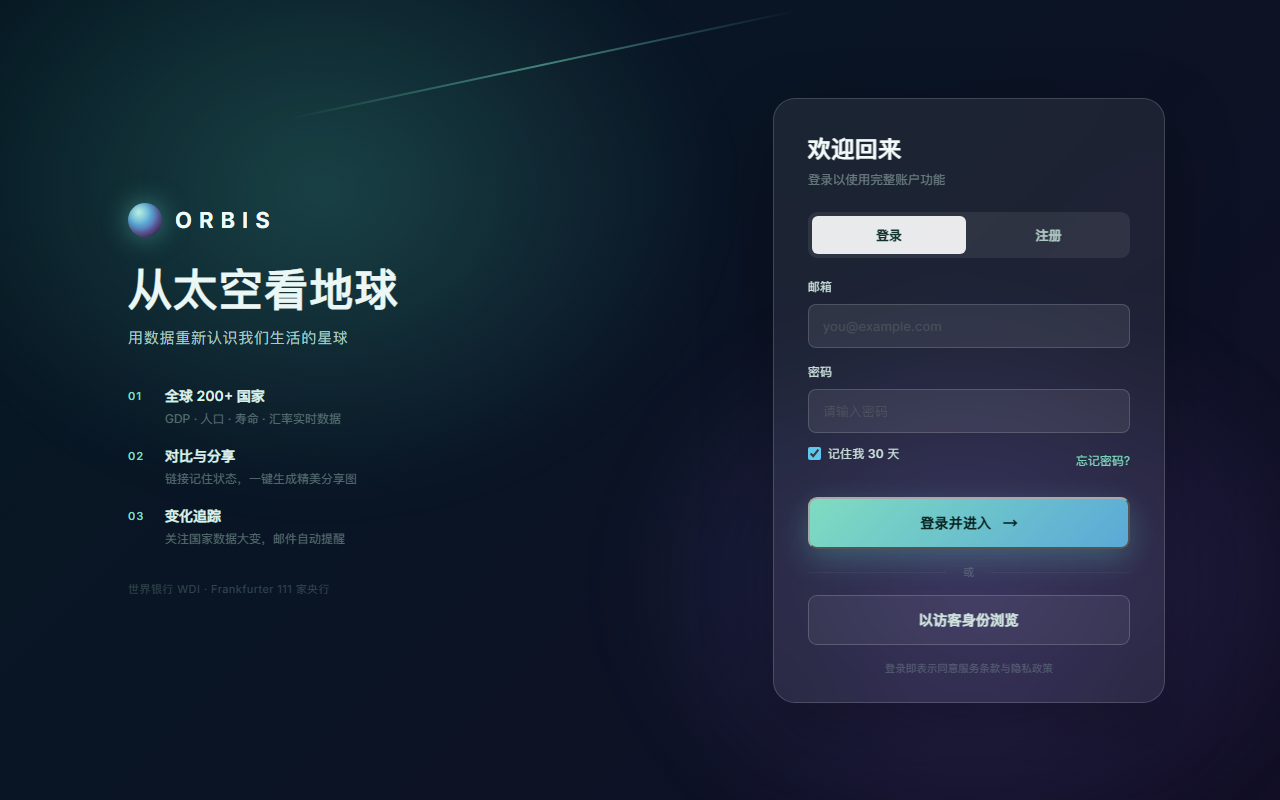 ORBIS
从太空看地球
用数据重新认识我们生活的星球
01 全球 200+ 国家
GDP · 人口 · 寿命 · 汇率实时数据
02 对比与分享
链接记住状态，一键生成精美分享图
03 变化追踪
关注国家数据大变，邮件自动提醒
世界银行 WDI · Frankfurter 111 家央行
欢迎回来
登录以使用完整账户功能
登录 注册
邮箱
you@example.com
密码
请输入密码
记住我 30 天 忘记密码?
登录并进入 →
或
以访客身份浏览
登录即表示同意服务条款与隐私政策